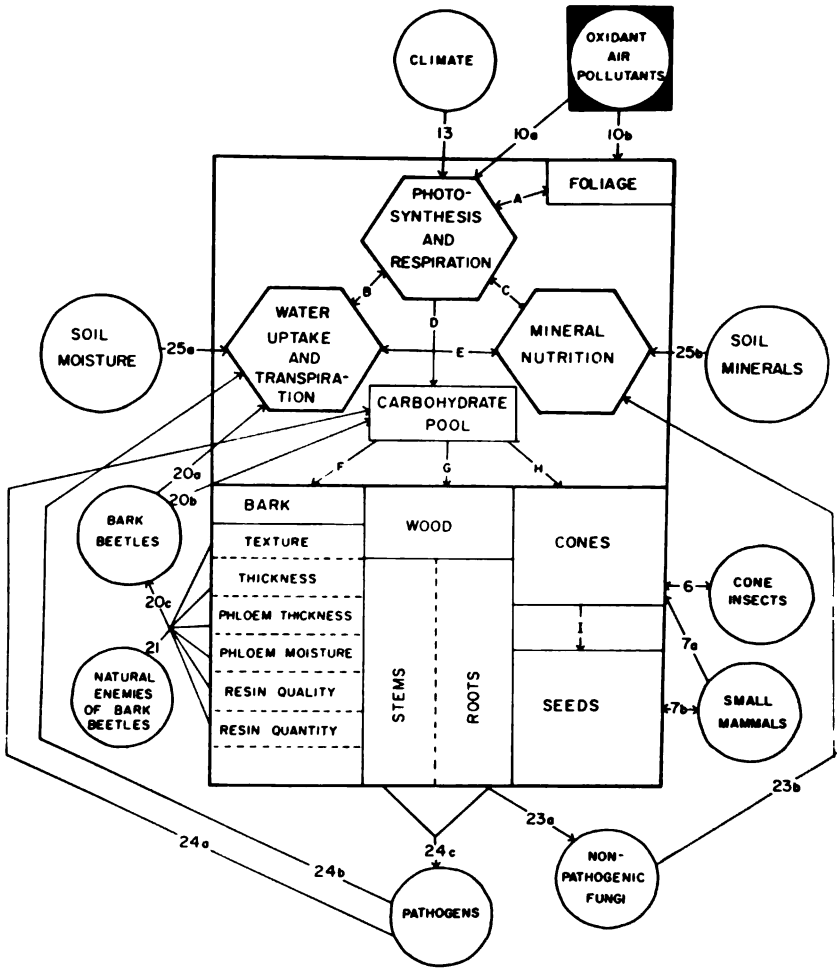 CLIMATE
OXIDANT
AIR
POLLUTANTS
13
10a
10b
FOLIAGE
PHOTO-
SYNTHESIS
AND
RESPIRATION
A
B
C
D
E
SOIL
MOISTURE
25a
WATER
UPTAKE
AND
TRANSPIRA-
TION
MINERAL
NUTRITION
25b
SOIL
MINERALS
CARBOHYDRATE
POOL
F
G
H
20a
20b
BARK
BEETLES
20c
21
NATURAL
ENEMIES
OF BARK
BEETLES
BARK
TEXTURE
THICKNESS
PHLOEM THICKNESS
PHLOEM MOISTURE
RESIN QUALITY
RESIN QUANTITY
WOOD
STEMS
ROOTS
CONES
I
SEEDS
6
CONE
INSECTS
7a
7b
SMALL
MAMMALS
23a
23b
24a
24b
24c
PATHOGENS
NON-
PATHOGENIC
FUNGI